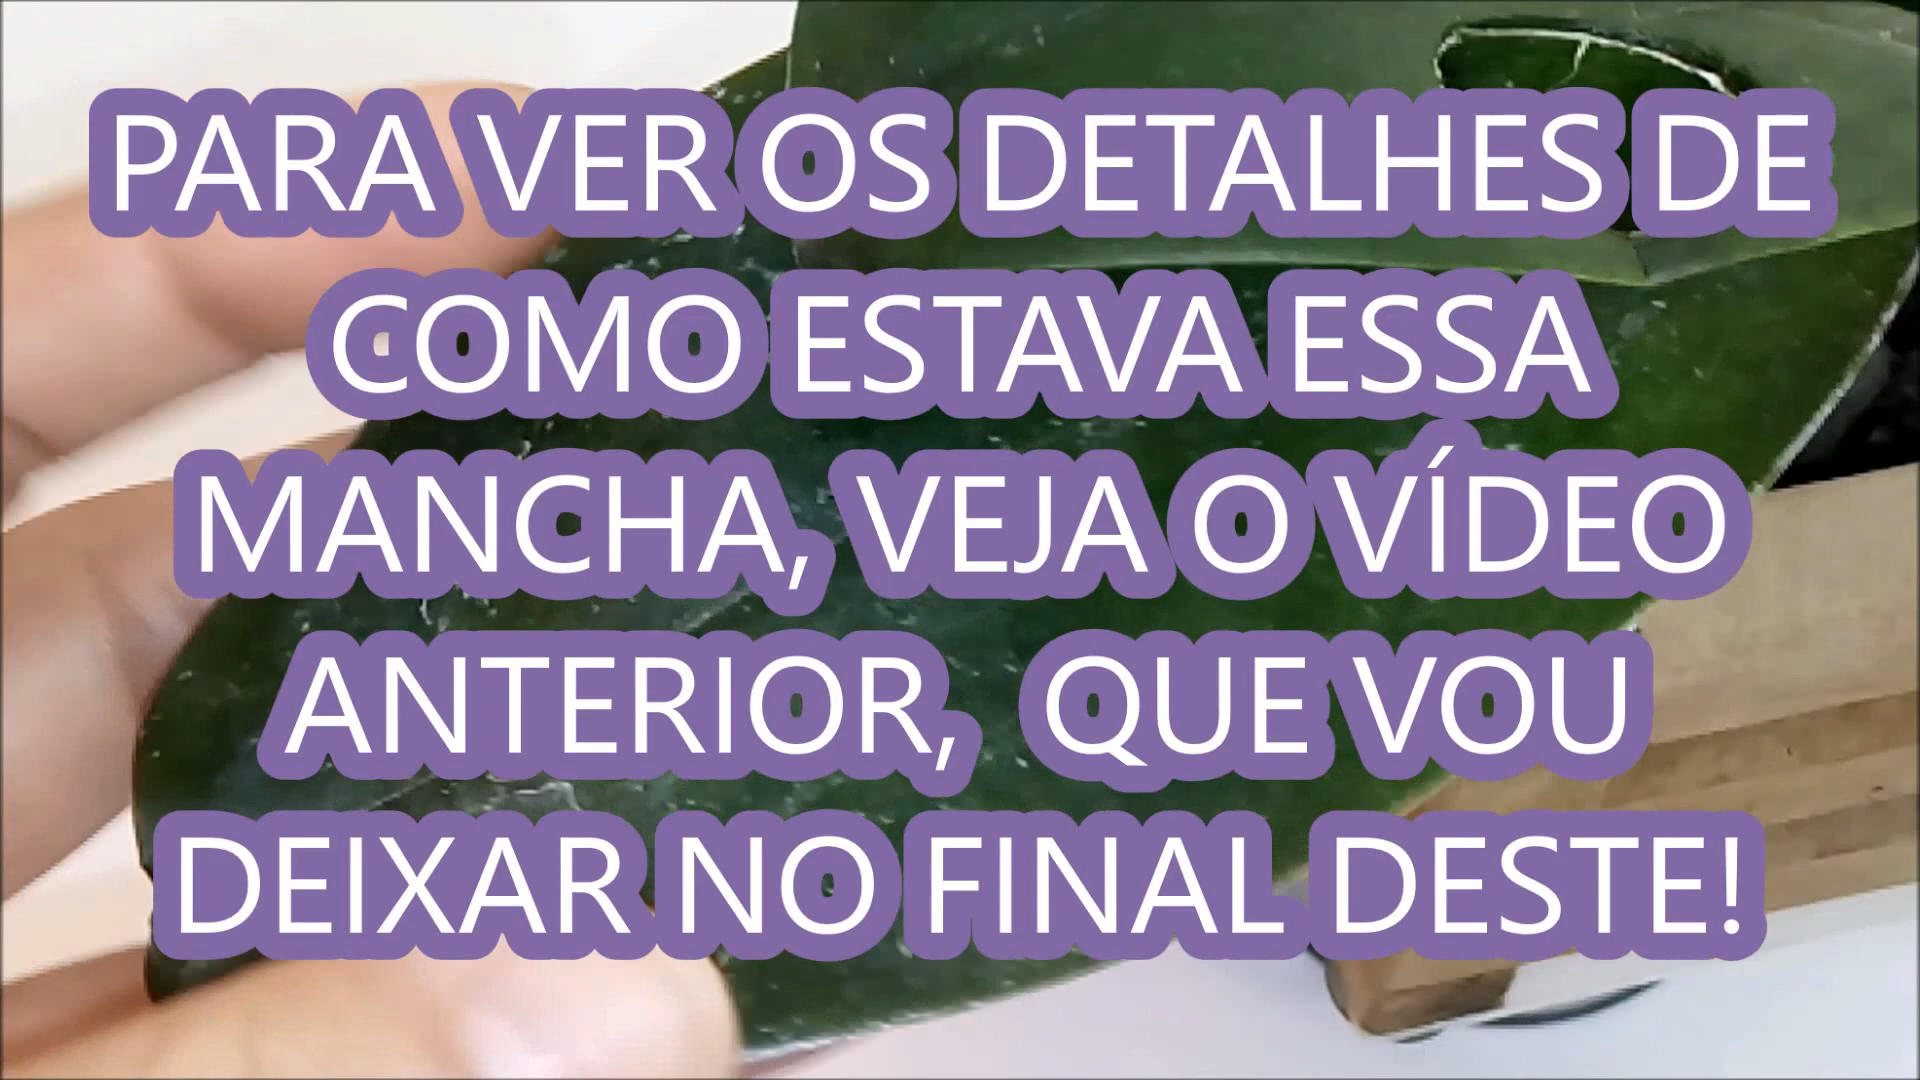 PARA VER OS DETALHES DE
COMO ESTAVA ESSA
MANCHA, VEJA O VÍDEO
ANTERIOR,  QUE VOU
DEIXAR NO FINAL DESTE!